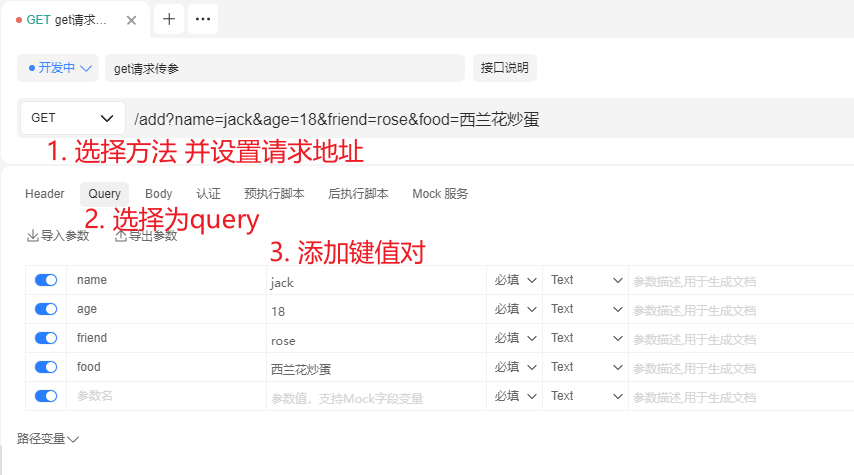 GET get请求...
开发中 get请求传参 接口说明
GET /add?name=jack&age=18&friend=rose&food=西兰花炒蛋
1. 选择方法 并设置请求地址
Header Query Body 认证 预执行脚本 后执行脚本 Mock 服务
2. 选择为query
导入参数 导出参数
3. 添加键值对
name jack 必填 Text 参数描述,用于生成文档
age 18 必填 Text 参数描述,用于生成文档
friend rose 必填 Text 参数描述,用于生成文档
food 西兰花炒蛋 必填 Text 参数描述,用于生成文档
参数名 参数值，支持Mock字段变量 必填 Text 参数描述,用于生成文档
路径变量